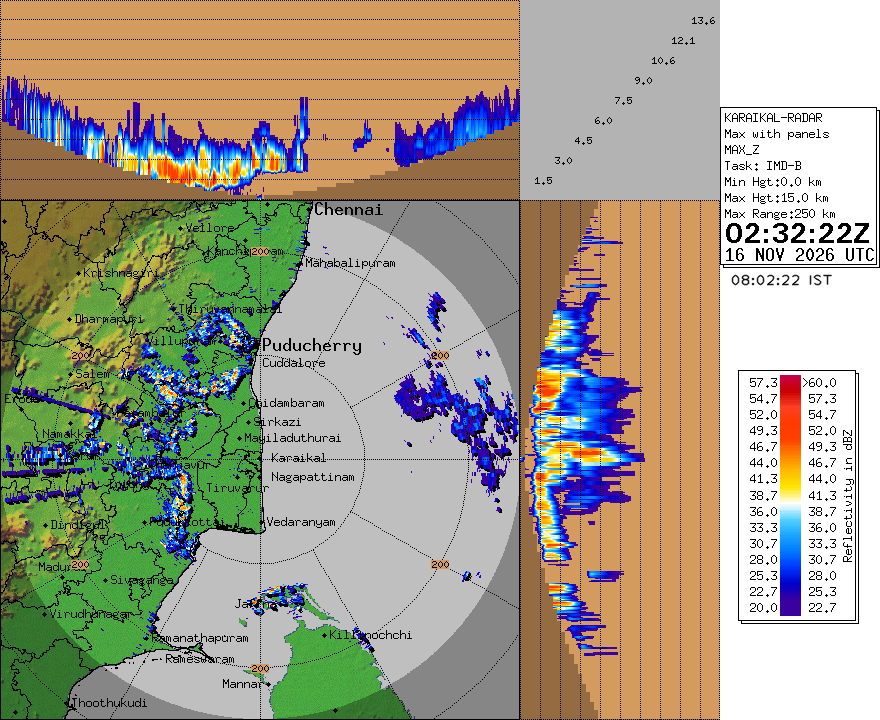 13.6
12.1
10.6
9.0
7.5
6.0
4.5
3.0
1.5
KARAIKAL-RADAR
Max with panels
MAX_Z
Task: IMD-B
Min Hgt:0.0 km
Max Hgt:15.0 km
Max Range:250 km
02:32:22Z
16 NOV 2026 UTC
08:02:22 IST
Chennai
Vellore
200
Mahabalipuram
Krishnagiri
Thiruvannamalai
Dharmapuri
Puducherry
200
200
Cuddalore
Salem
Chidambaram
Sirkazi
Namakkal
Mayiladuthurai
Karaikal
Nagapattinam
Tiruvarur
Vedaranyam
200
200
Sivaganga
Virudhunagar
Ramanathapuram
Killinochchi
Rameswaram
200
Mannar
Thoothukudi
57.3 >60.0
54.7 57.3
52.0 54.7
49.3 52.0
46.7 49.3
44.0 46.7
41.3 44.0
38.7 41.3
36.0 38.7
33.3 36.0
30.7 33.3
28.0 30.7
25.3 28.0
22.7 25.3
20.0 22.7
Reflectivity in dBZ